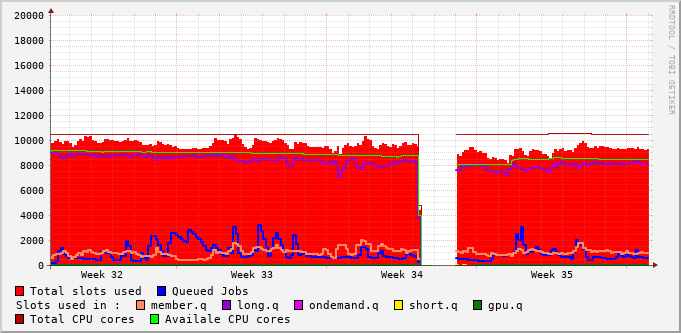 20000
18000
16000
14000
12000
10000
8000
6000
4000
2000
0
Week 32 Week 33 Week 34 Week 35
Total slots used Queued Jobs
Slots used in : member.q long.q ondemand.q short.q gpu.q
Total CPU cores Availale CPU cores
RRDTOOL / TOBI OETIKER